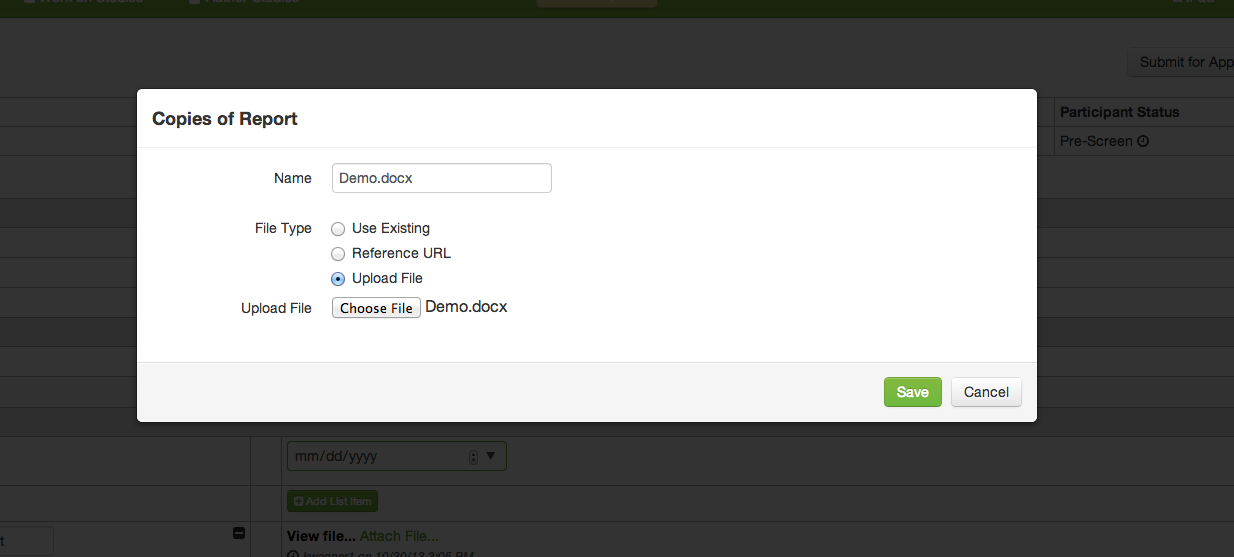 Submit for App
Copies of Report
Participant Status
Pre-Screen
Name
Demo.docx
File Type
Use Existing
Reference URL
Upload File
Upload File
Choose File Demo.docx
Save
Cancel
mm/dd/yyyy
Add List Item
View file... Attach File...